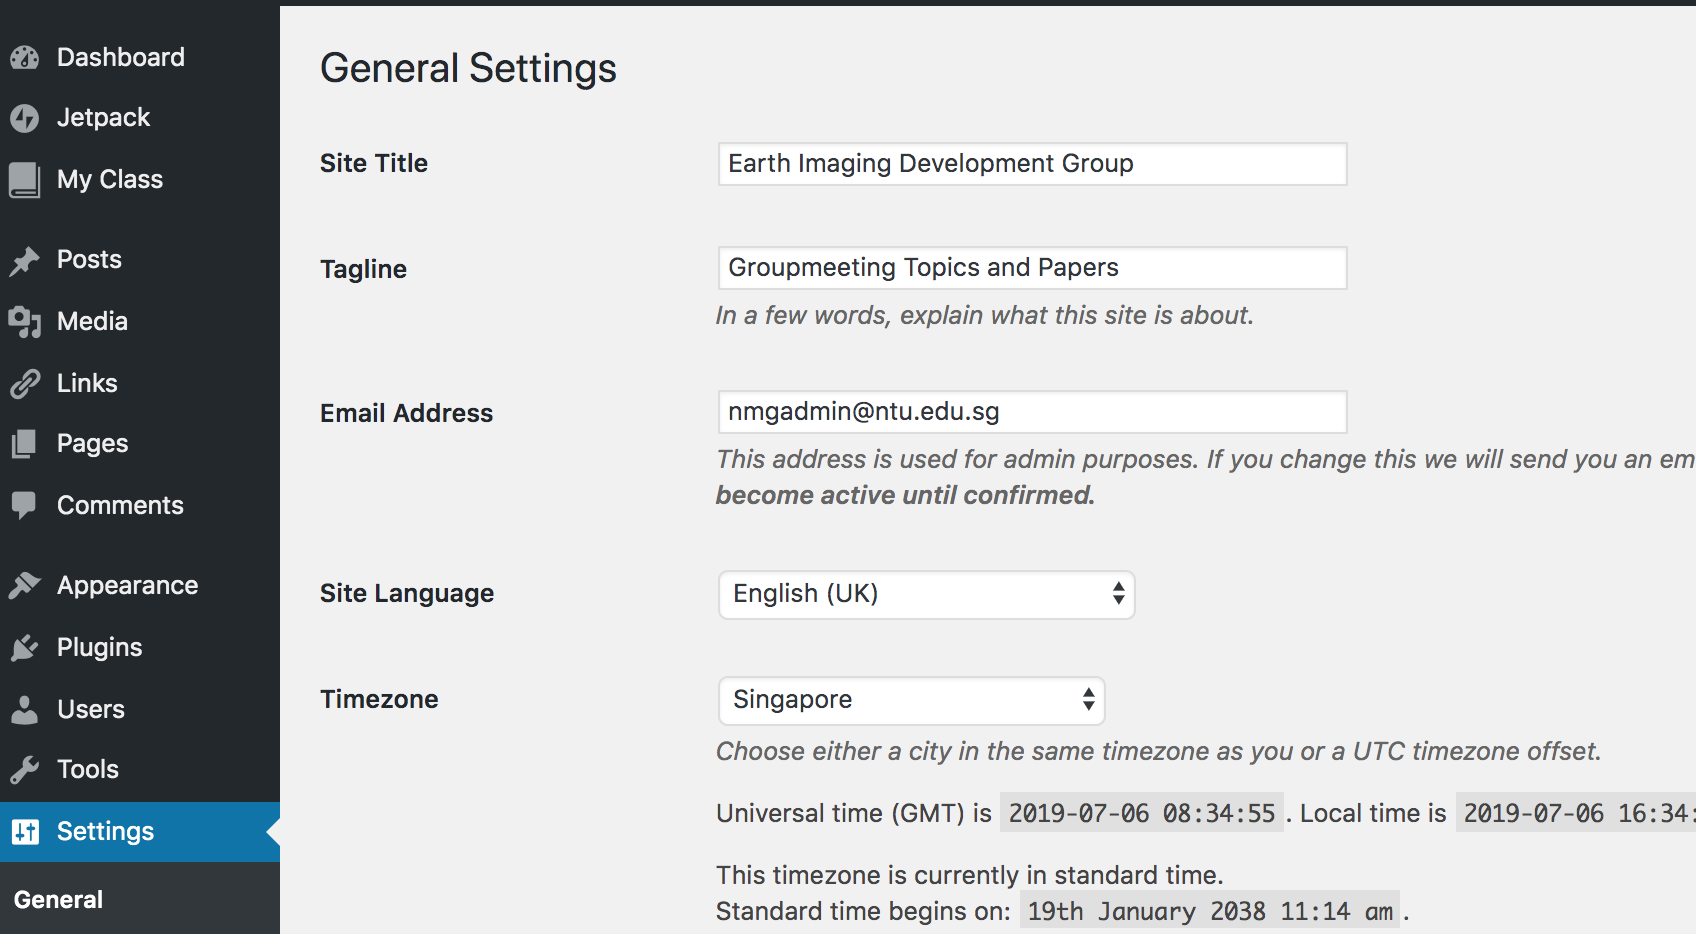 Dashboard
Jetpack
My Class
Posts
Media
Links
Pages
Comments
Appearance
Plugins
Users
Tools
Settings
General
General Settings
Site Title
Earth Imaging Development Group
Tagline
Groupmeeting Topics and Papers
In a few words, explain what this site is about.
Email Address
nmgadmin@ntu.edu.sg
This address is used for admin purposes. If you change this we will send you an em
become active until confirmed.
Site Language
English (UK)
Timezone
Singapore
Choose either a city in the same timezone as you or a UTC timezone offset.
Universal time (GMT) is 2019-07-06 08:34:55 . Local time is 2019-07-06 16:34:
This timezone is currently in standard time.
Standard time begins on: 19th January 2038 11:14 am .